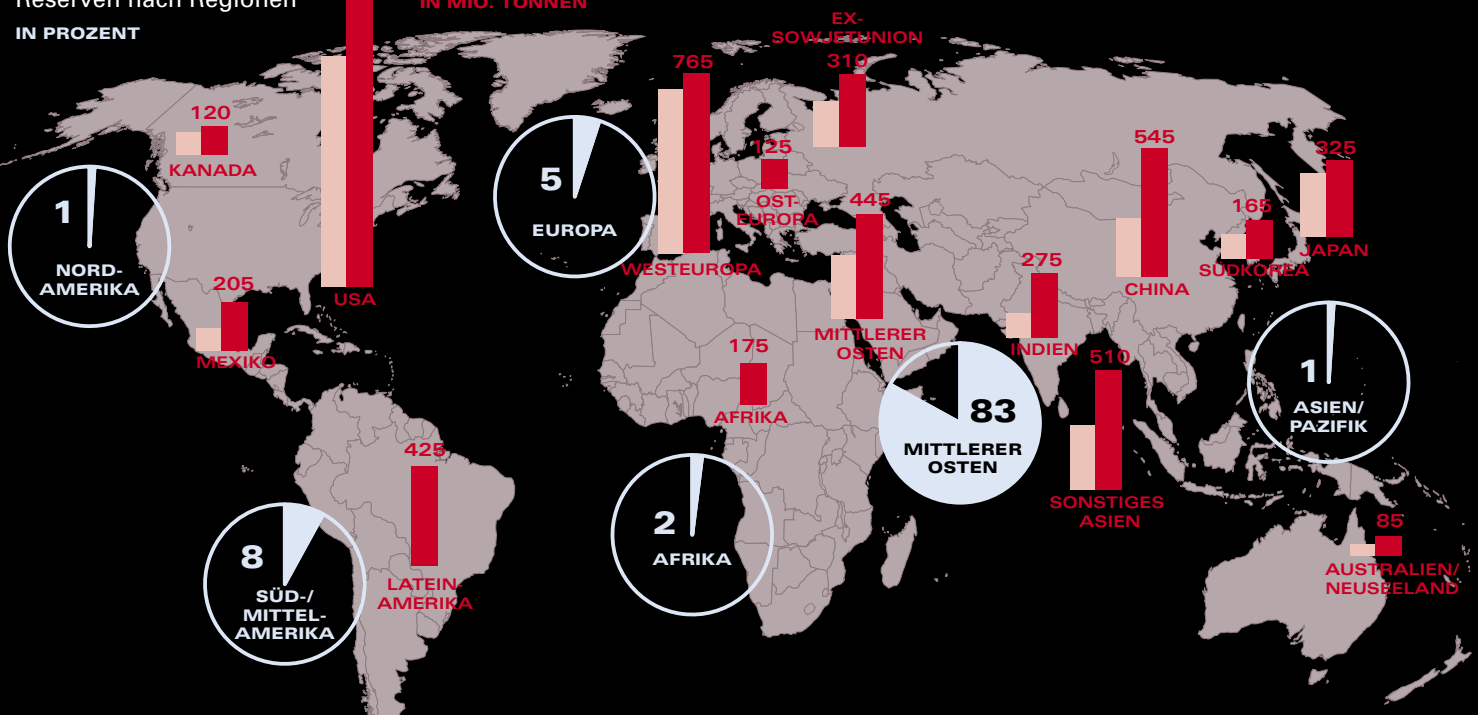 Reserven nach Regionen
IN PROZENT
IN MIO. TONNEN
EX-
SOWJETUNION
310
765
120
KANADA
125
OST-
EUROPA
545
CHINA
325
JAPAN
1
NORD-
AMERIKA
5
EUROPA
WESTEUROPA
445
MITTLERER
OSTEN
165
SÜDKOREA
205
MEXIKO
USA
275
INDIEN
175
AFRIKA
510
SONSTIGES
ASIEN
1
ASIEN/
PAZIFIK
83
MITTLERER
OSTEN
425
LATEIN
AMERIKA
8
SÜD-/
MITTEL-
AMERIKA
2
AFRIKA
85
AUSTRALIEN/
NEUSEELAND